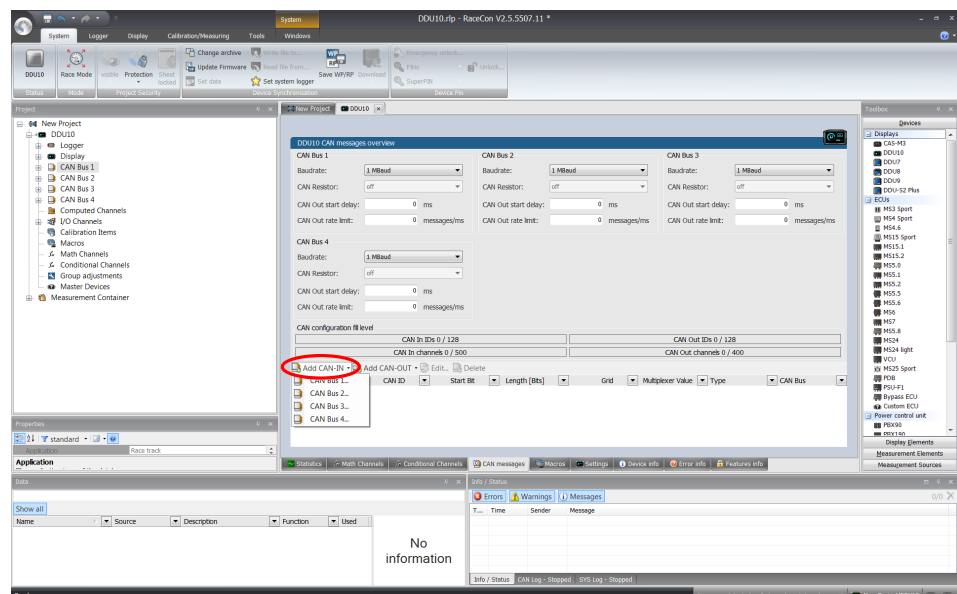 System
DDU10.rlp - RaceCon V2.5.5507.11 *
System Logger Display Calibration/Measuring Tools Windows
DDU10
Race Mode
visible
Protection
Sheet locked
Change archive
Update Firmware
Set date
Write file to...
Read file from...
Set system logger
Save WP/RP
Download
Emergency unlock...
SuperPIN
Unlock...
Status Mode Project Security Device Synchronisation Device Pin
Project
New Project
DDU10
Logger
Display
CAN Bus 1
CAN Bus 2
CAN Bus 3
CAN Bus 4
Computed Channels
I/O Channels
Calibration Items
Macros
Math Channels
Conditional Channels
Group adjustments
Master Devices
Measurement Container
Properties
standard
Application Race track
Application
New Project DDU10
DDU10 CAN messages overview
CAN Bus 1 CAN Bus 2 CAN Bus 3
Baudrate: 1 MBaud Baudrate: 1 MBaud Baudrate: 1 MBaud
CAN Resistor: off CAN Resistor: off CAN Resistor: off
CAN Out start delay: 0 ms CAN Out start delay: 0 ms CAN Out start delay: 0 ms
CAN Out rate limit: 0 messages/ms CAN Out rate limit: 0 messages/ms CAN Out rate limit: 0 messages/ms
CAN Bus 4
Baudrate: 1 MBaud
CAN Resistor: off
CAN Out start delay: 0 ms
CAN Out rate limit: 0 messages/ms
CAN configuration fill level
CAN In IDs 0 / 128 CAN Out IDs 0 / 128
CAN In channels 0 / 500 CAN Out channels 0 / 400
Add CAN-IN Add CAN-OUT Edit... Delete
CAN ID Start Bit Length [Bits] Grid Multiplexer Value Type CAN Bus
CAN Bus 1...
CAN Bus 2...
CAN Bus 3...
CAN Bus 4...
Statistics Math Channels Conditional Channels CAN messages Macros Settings Device info Error info Features info
Toolbox
Devices
Displays
CAS-M3
DDU10
DDU7
DDU8
DDU9
DDU-S2 Plus
ECUs
MS3 Sport
MS4 Sport
MS4.6
MS15 Sport
MS15.1
MS15.2
MS5.0
MS5.1
MS5.2
MS5.5
MS5.6
MS6
MS7
MS5.8
MS24
MS24 light
VCU
MS25 Sport
PDB
PSU-F1
Bypass ECU
Custom ECU
Power control unit
PBX90
PBX190
Display Elements
Measurement Elements
Measurement Sources
Data
Show all
Name Source Description Function Used
No
information
Info / Status
Errors Warnings Messages 0/0
T... Time Sender Message
Info / Status CAN Log - Stopped SYS Log - Stopped